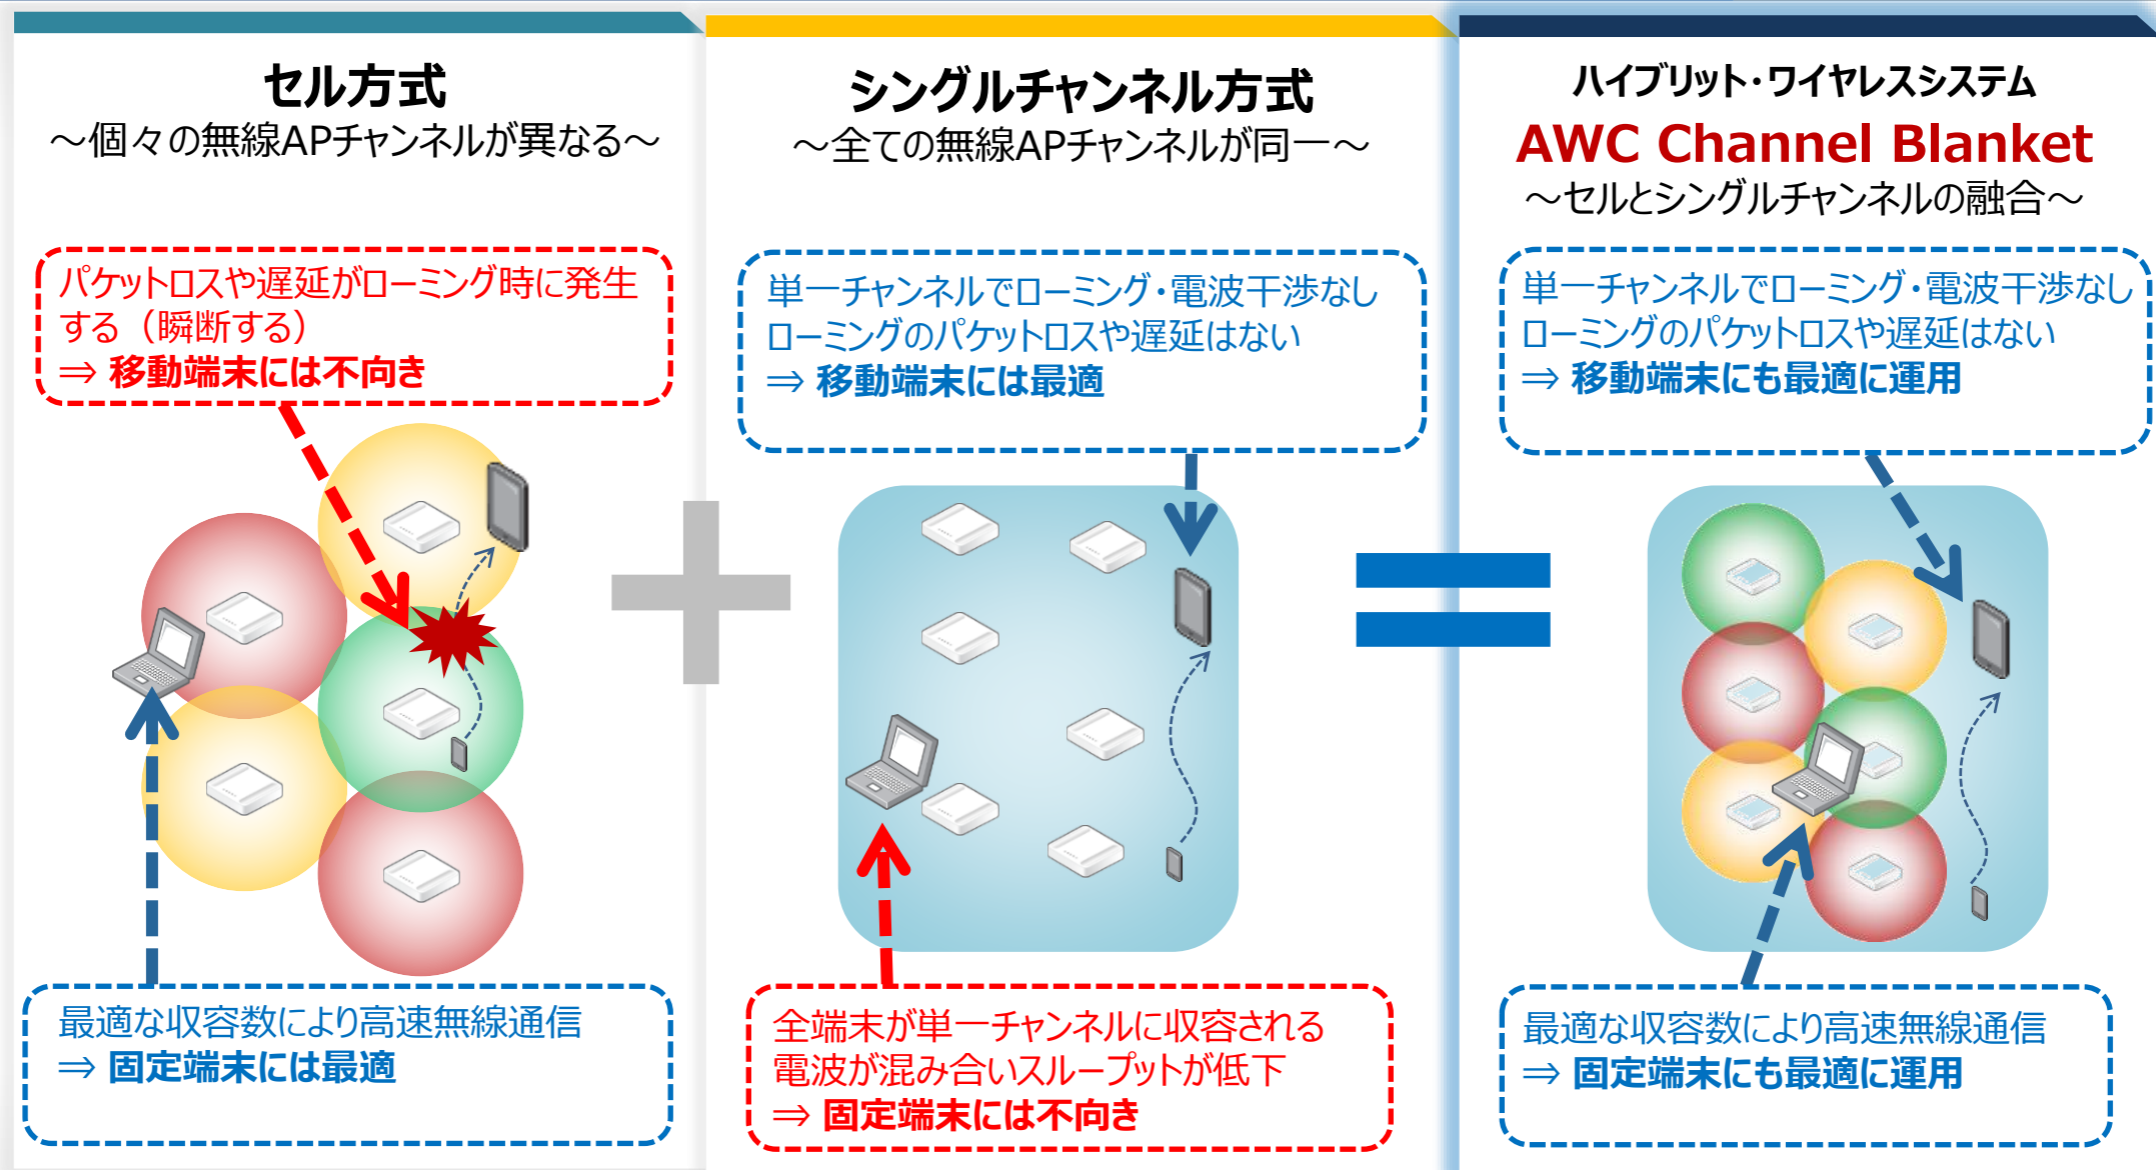 セル方式
～個々の無線APチャンネルが異なる～
パケットロスや遅延がローミング時に発生
する（瞬断する）
⇒ 移動端末には不向き
最適な収容数により高速無線通信
⇒ 固定端末には最適
シングルチャンネル方式
～全ての無線APチャンネルが同一～
単一チャンネルでローミング・電波干渉なし
ローミングのパケットロスや遅延はない
⇒ 移動端末には最適
全端末が単一チャンネルに収容される
電波が混み合いスループットが低下
⇒ 固定端末には不向き
ハイブリット・ワイヤレスシステム
AWC Channel Blanket
～セルとシングルチャンネルの融合～
単一チャンネルでローミング・電波干渉なし
ローミングのパケットロスや遅延はない
⇒ 移動端末にも最適に運用
最適な収容数により高速無線通信
⇒ 固定端末にも最適に運用